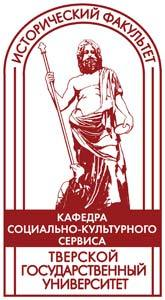 ИСТОРИЧЕСКИЙ ФАКУЛЬТЕТ
КАФЕДРА
СОЦИАЛЬНО-КУЛЬТУРНОГО
СЕРВИСА
ТВЕРСКОЙ
ГОСУДАРСТВЕННЫЙ
УНИВЕРСИТЕТ